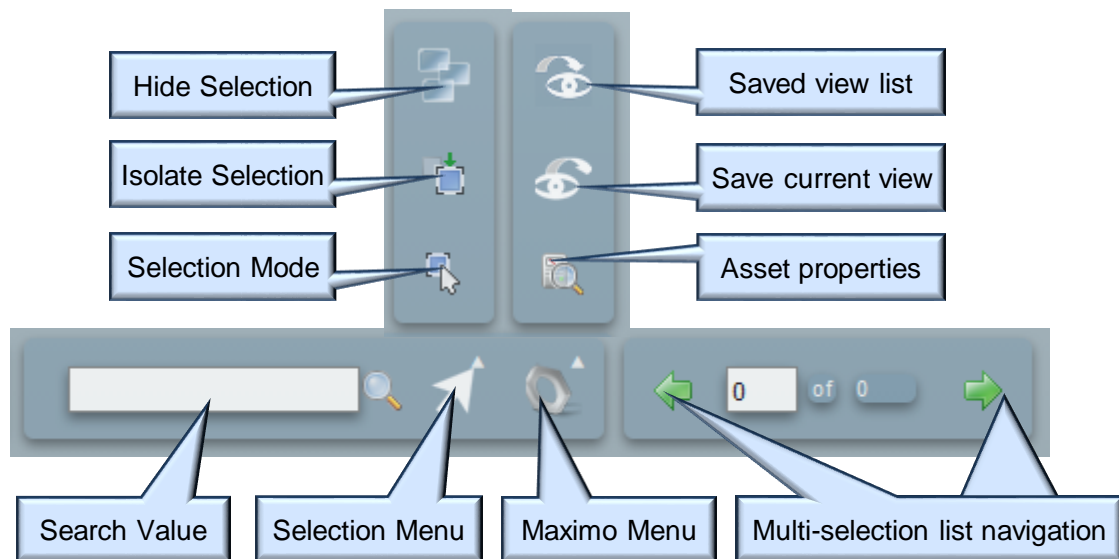 Hide Selection
Saved view list
Isolate Selection
Save current view
Selection Mode
Asset properties
0 of 0
Search Value
Selection Menu
Maximo Menu
Multi-selection list navigation